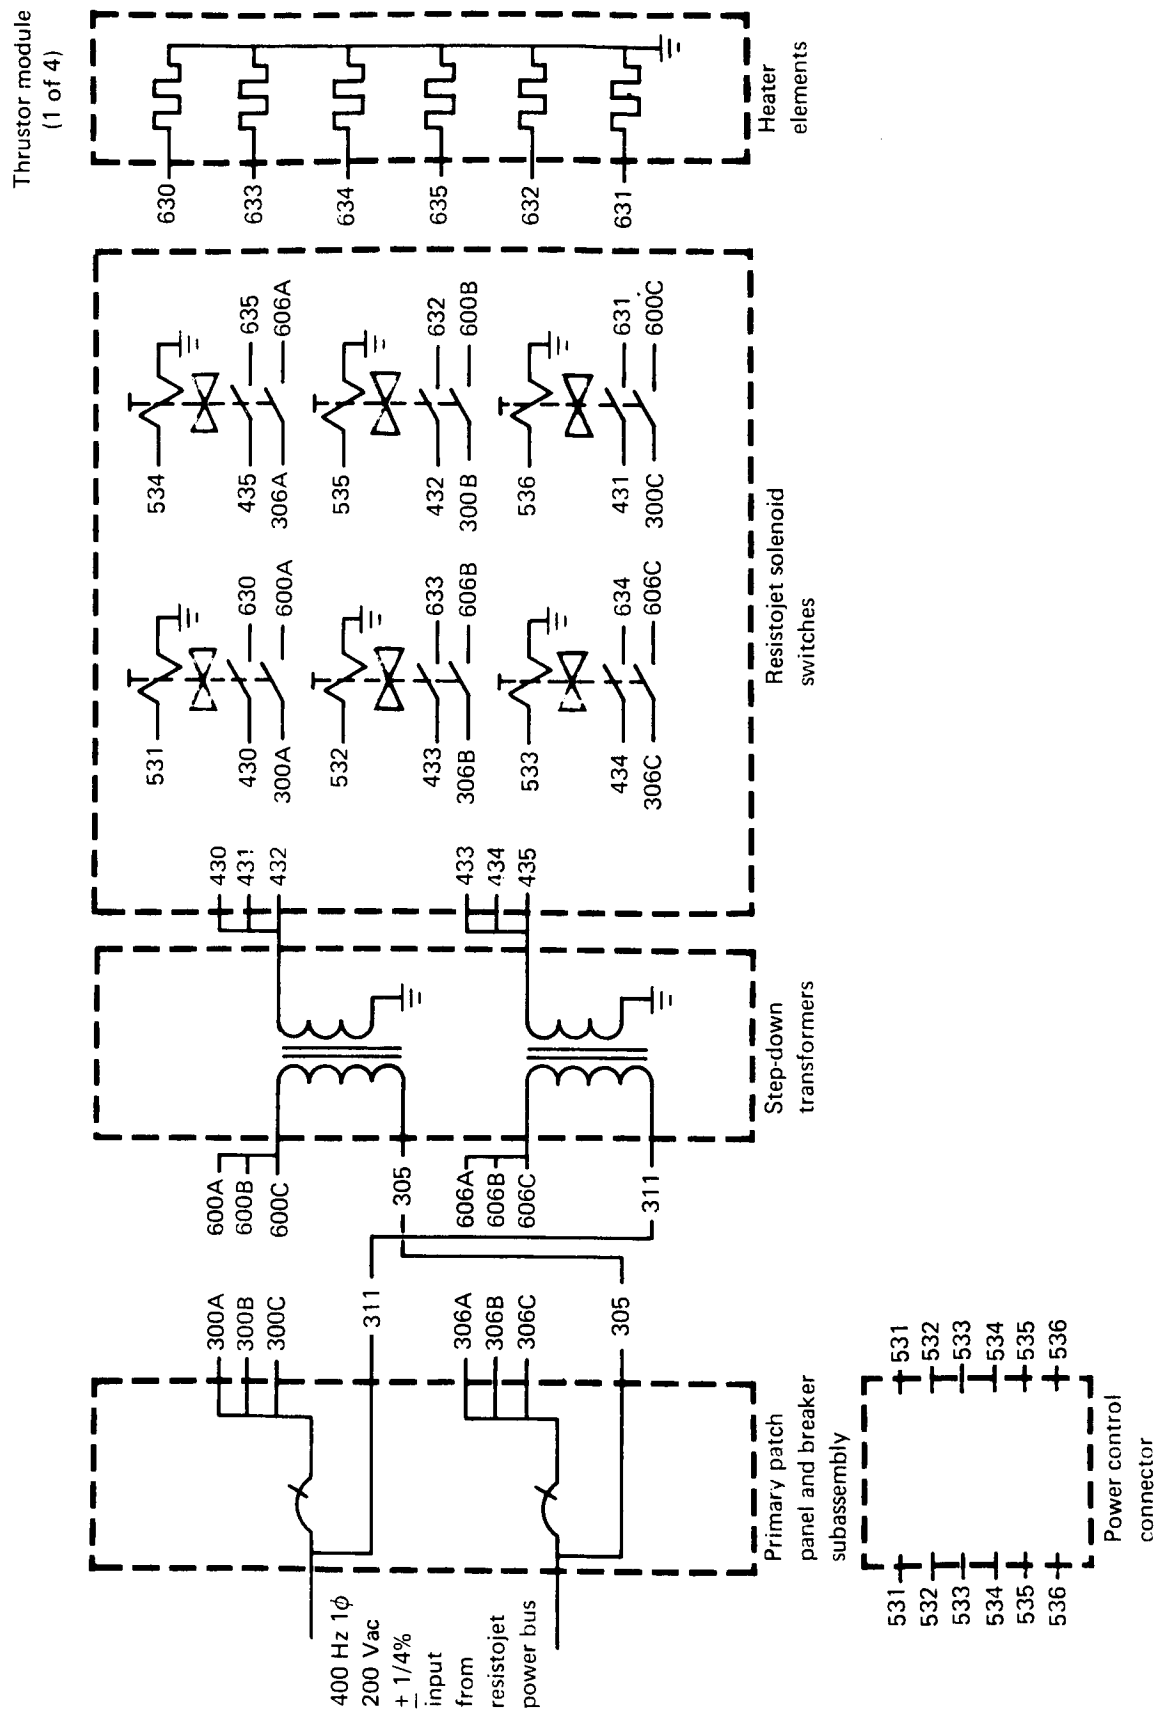 Thrustor module
(1 of 4)
630
633
634
635
632
631
Heater
elements
531
430
300A
630
600A
534
435
306A
635
606A
532
433
306B
633
606B
535
432
300B
632
600B
533
434
306C
634
606C
536
431
300C
631
600C
Resistojet solenoid
switches
430
431
432
433
434
435
600A
600B
600C
305
606A
606B
606C
311
Step-down
transformers
300A
300B
300C
311
306A
306B
306C
305
Primary patch
panel and breaker
subassembly
400 Hz 1ϕ
200 Vac
± 1/4%
input
from
resistojet
power bus
531
532
533
534
535
536
531
532
533
534
535
536
Power control
connector